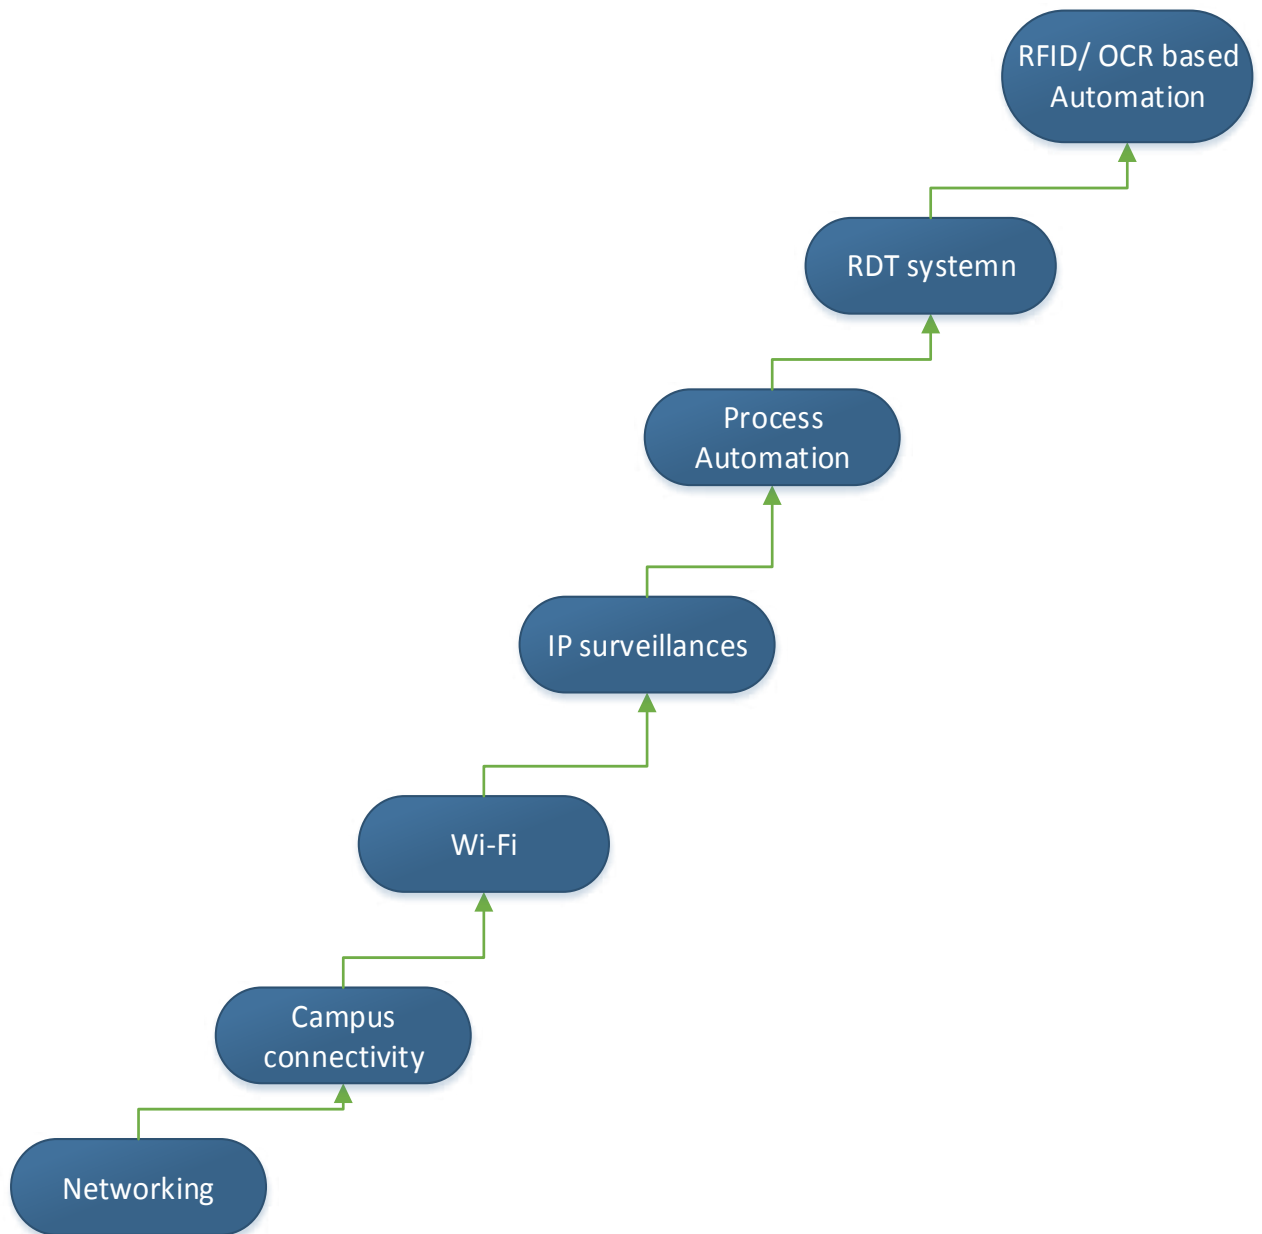 RFID/ OCR based
Automation
RDT systemn
Process
Automation
IP surveillances
Wi-Fi
Campus
connectivity
Networking